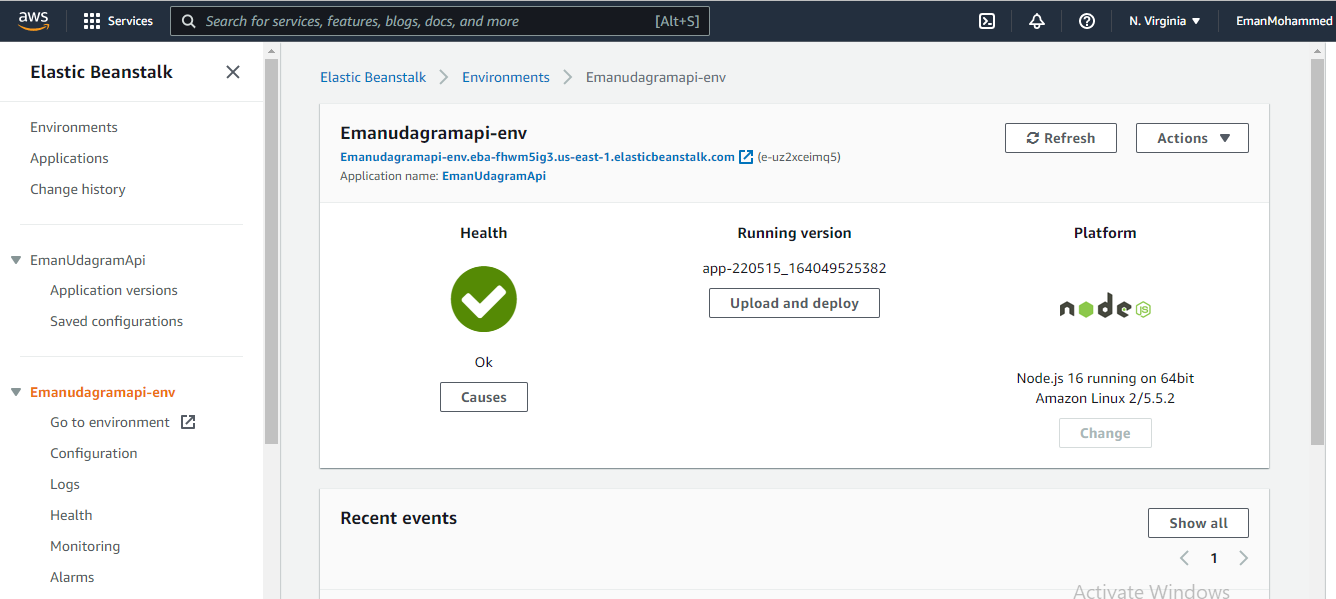 aws
Services
Search for services, features, blogs, docs, and more
[Alt+S]
N. Virginia
EmanMohammed
Elastic Beanstalk
Environments
Applications
Change history
EmanUdagramApi
Application versions
Saved configurations
Emanudagramapi-env
Go to environment
Configuration
Logs
Health
Monitoring
Alarms
Elastic Beanstalk
Environments
Emanudagramapi-env
Emanudagramapi-env
Emanudagramapi-env.eba-fhwm5ig3.us-east-1.elasticbeanstalk.com (e-uz2xceimq5)
Application name: EmanUdagramApi
Refresh
Actions
Health
Ok
Causes
Running version
app-220515_164049525382
Upload and deploy
Platform
node JS
Node.js 16 running on 64bit
Amazon Linux 2/5.5.2
Change
Recent events
Show all
1
Activate Windows